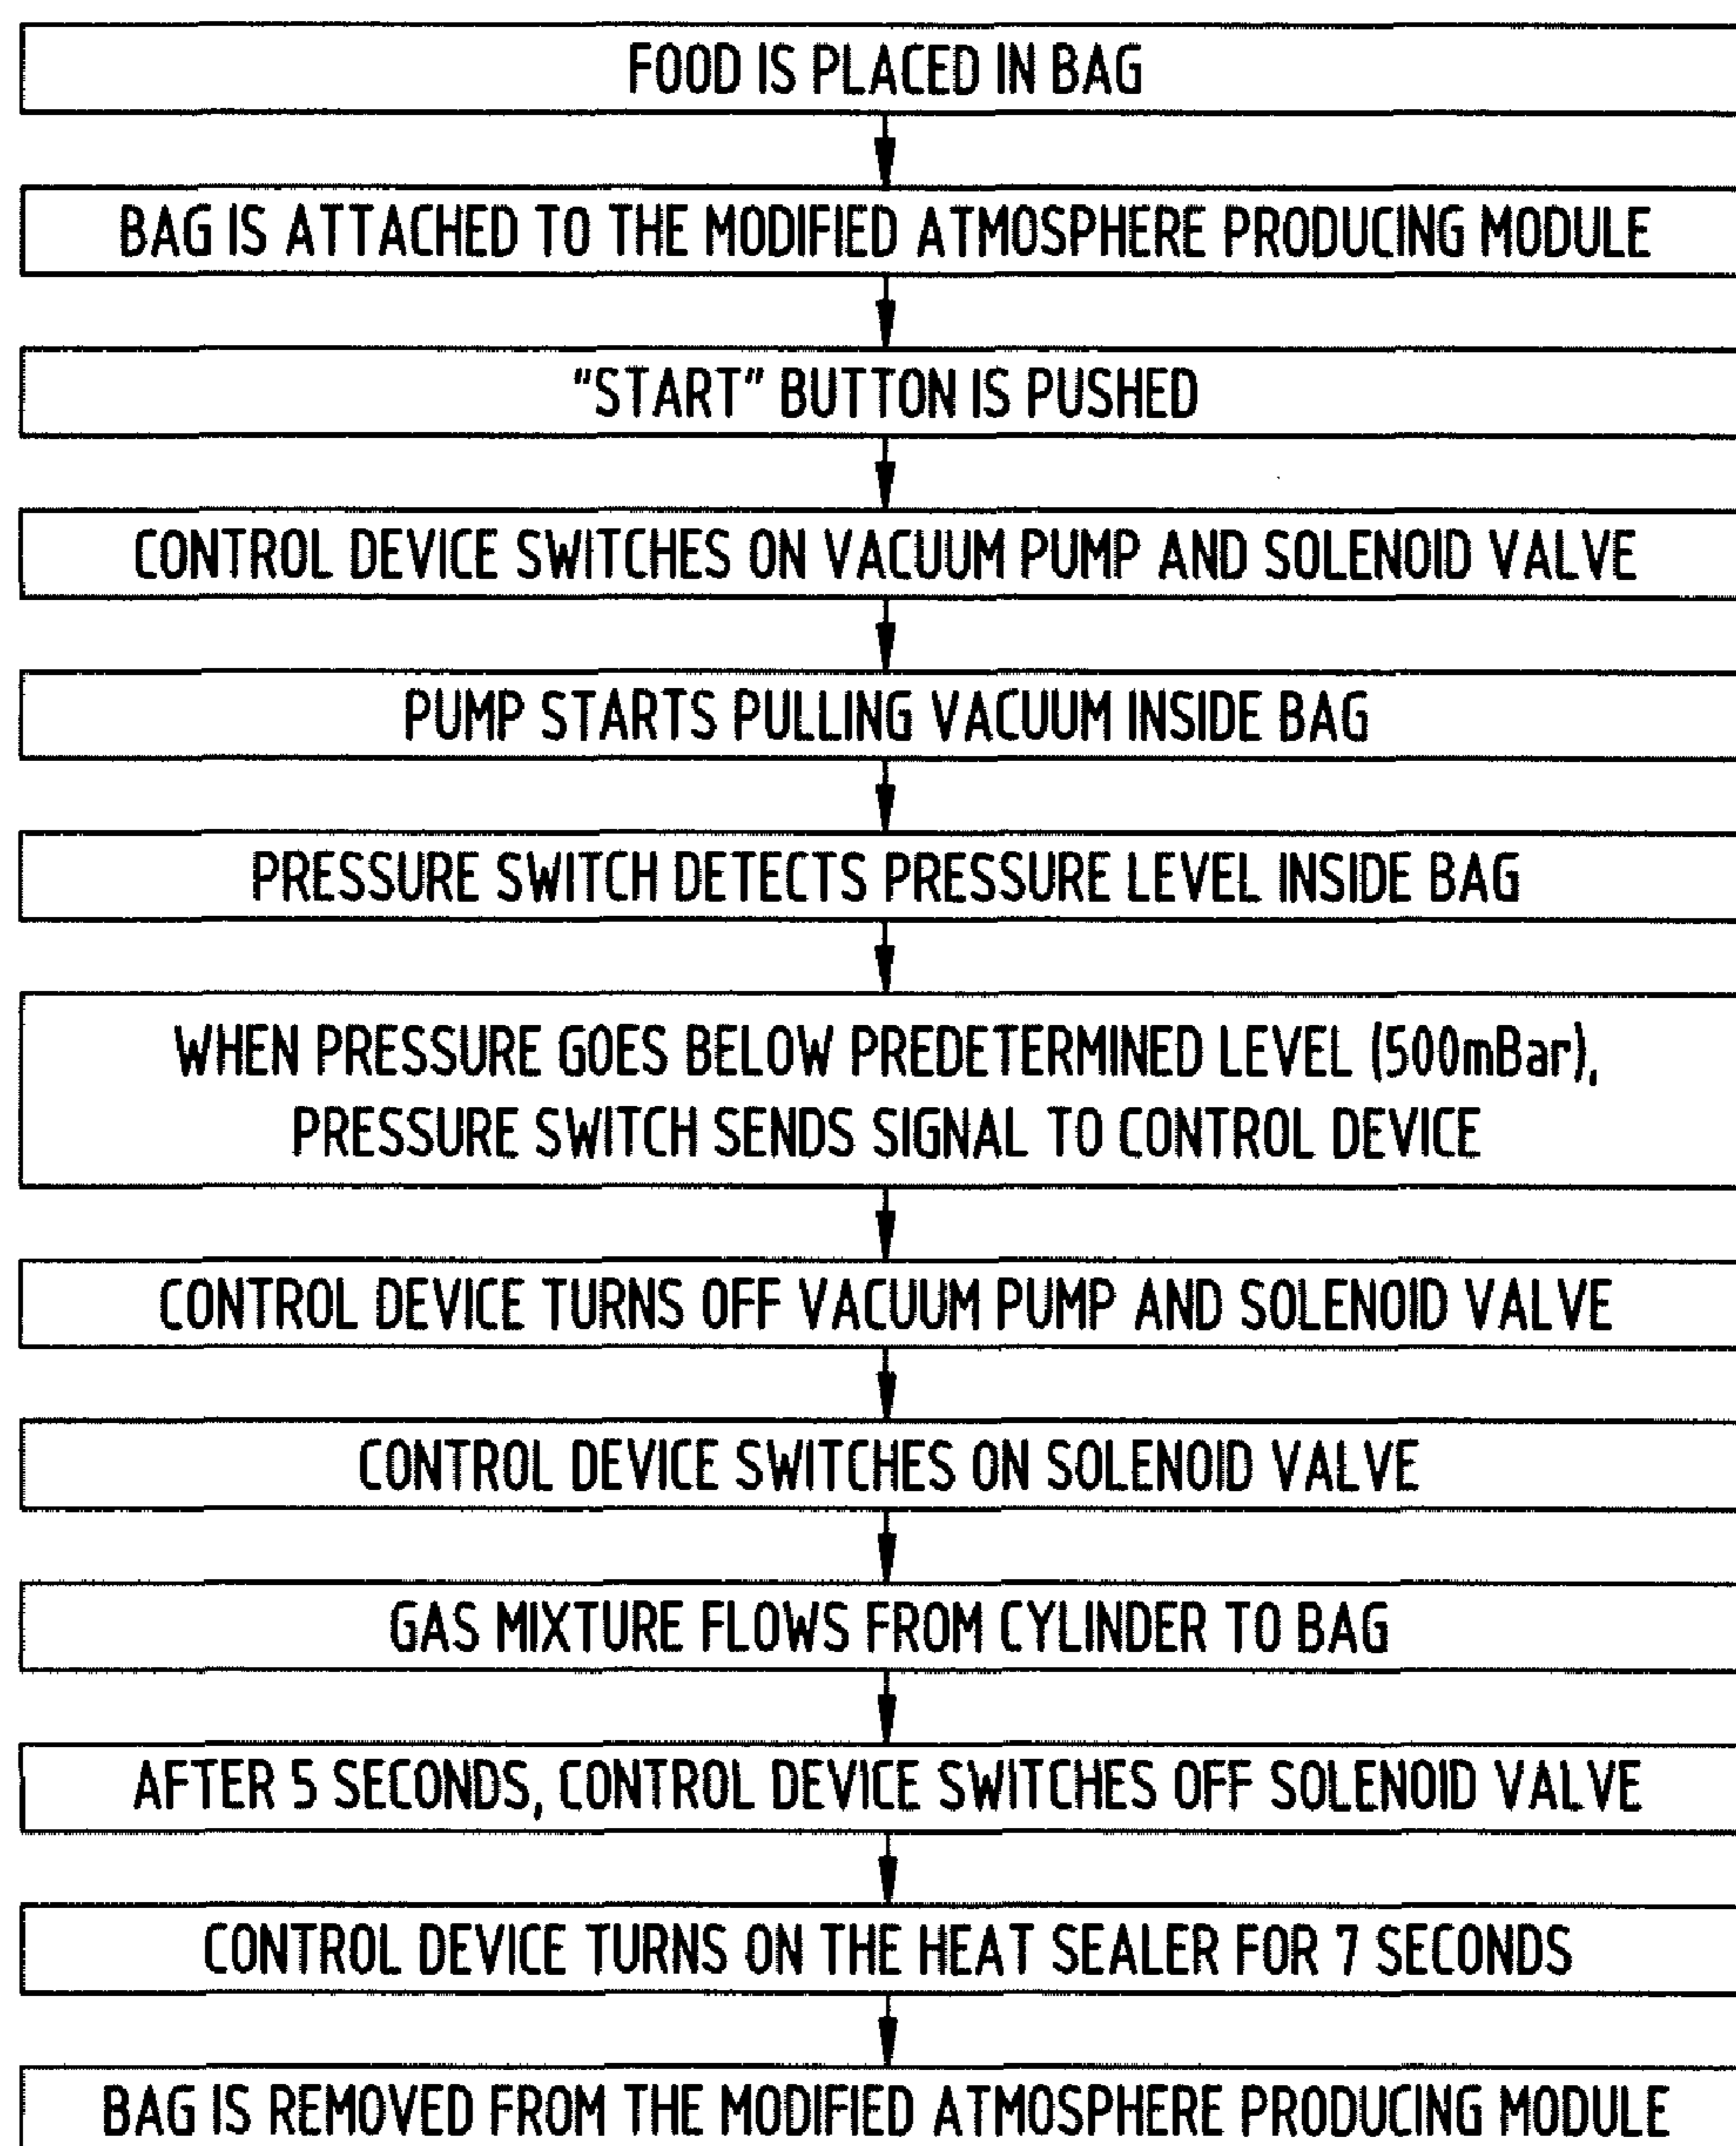 FOOD IS PLACED IN BAG
BAG IS ATTACHED TO THE MODIFIED ATMOSPHERE PRODUCING MODULE
"START" BUTTON IS PUSHED
CONTROL DEVICE SWITCHES ON VACUUM PUMP AND SOLENOID VALVE
PUMP STARTS PULLING VACUUM INSIDE BAG
PRESSURE SWITCH DETECTS PRESSURE LEVEL INSIDE BAG
WHEN PRESSURE GOES BELOW PREDETERMINED LEVEL (500mBar),
PRESSURE SWITCH SENDS SIGNAL TO CONTROL DEVICE
CONTROL DEVICE TURNS OFF VACUUM PUMP AND SOLENOID VALVE
CONTROL DEVICE SWITCHES ON SOLENOID VALVE
GAS MIXTURE FLOWS FROM CYLINDER TO BAG
AFTER 5 SECONDS, CONTROL DEVICE SWITCHES OFF SOLENOID VALVE
CONTROL DEVICE TURNS ON THE HEAT SEALER FOR 7 SECONDS
BAG IS REMOVED FROM THE MODIFIED ATMOSPHERE PRODUCING MODULE